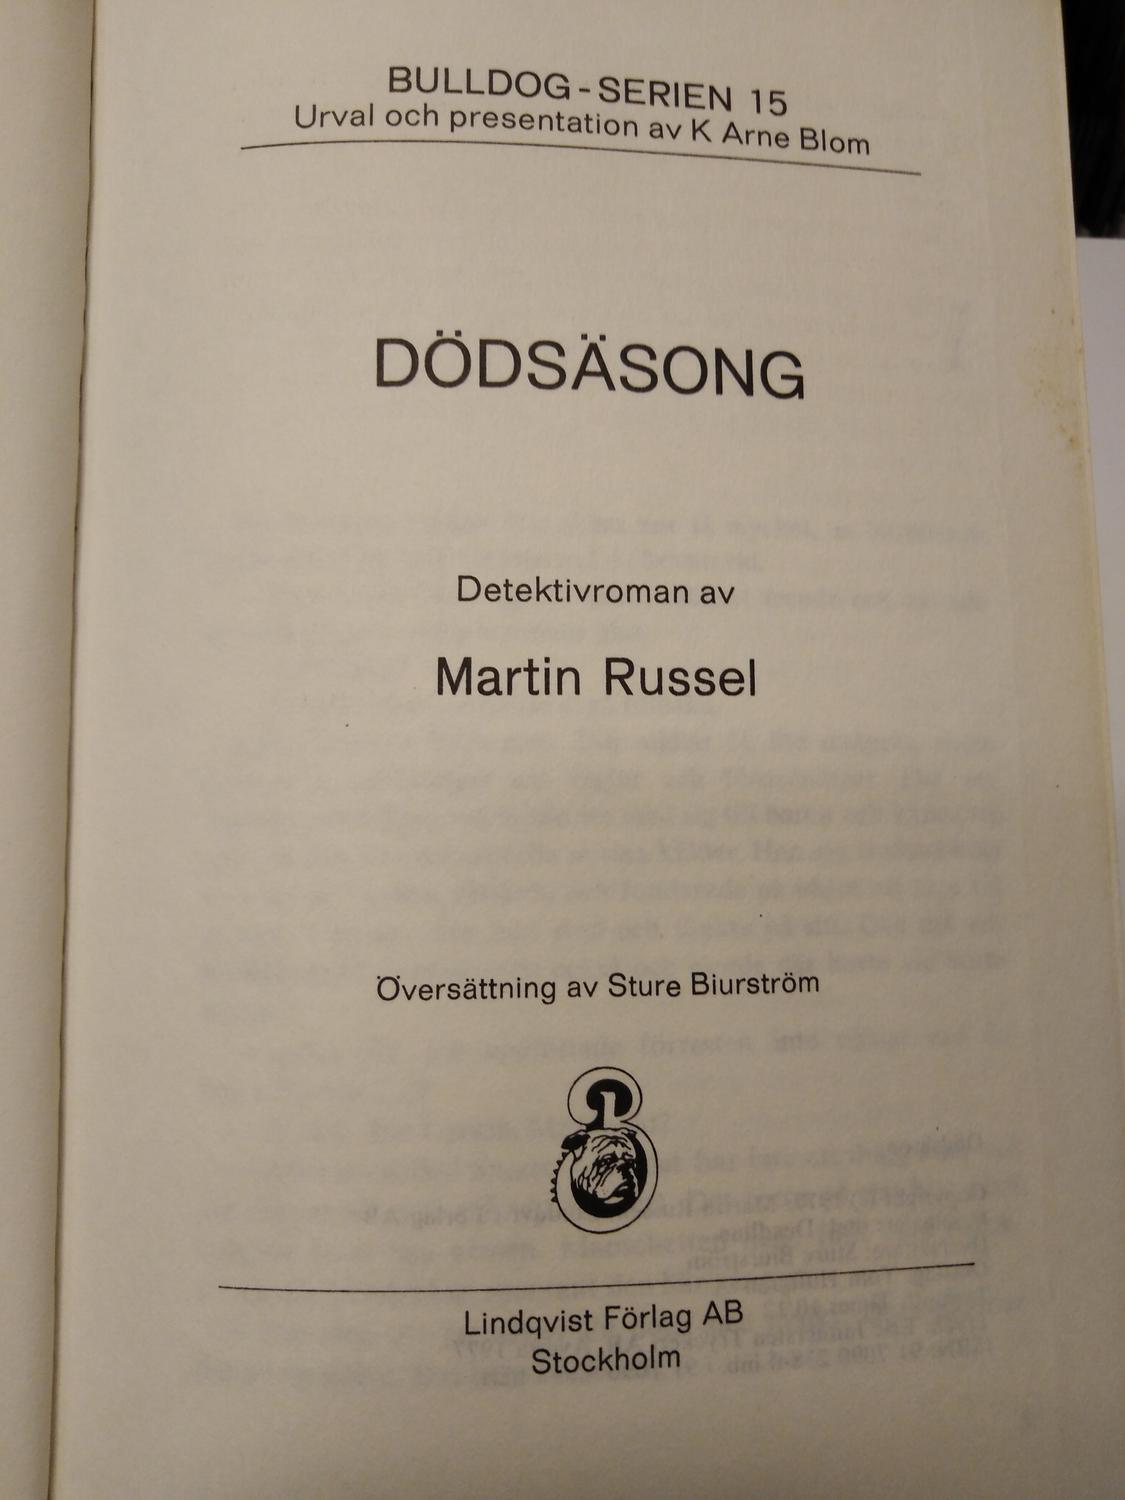 BULLDOG - SERIEN 15
Urval och presentation av K Arne Blom
DÖDSÄSONG
Detektivroman av
Martin Russel
Översättning av Sture Biurström
Lindqvist Förlag AB
Stockholm